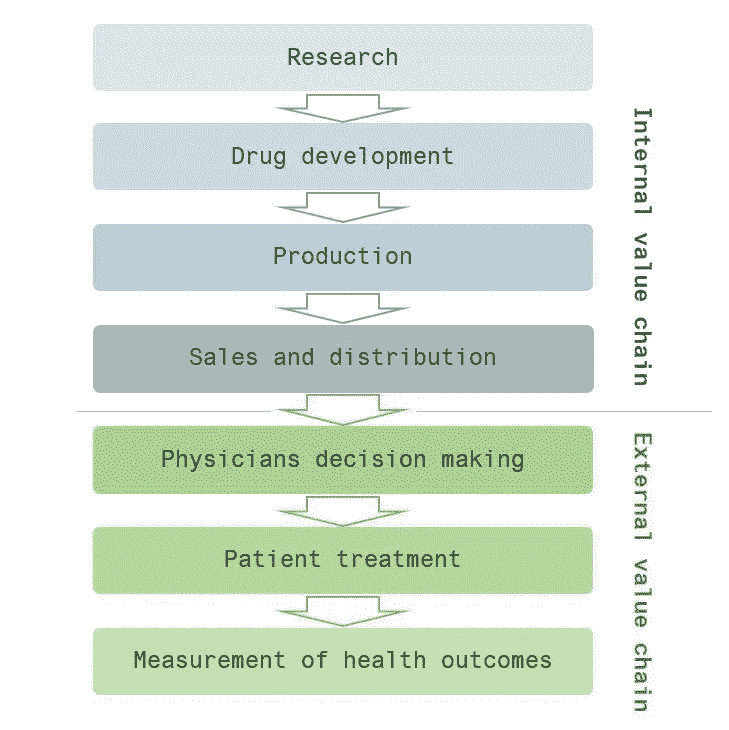 Research
Drug development
Production
Sales and distribution
Internal value chain
Physicians decision making
Patient treatment
Measurement of health outcomes
External value chain